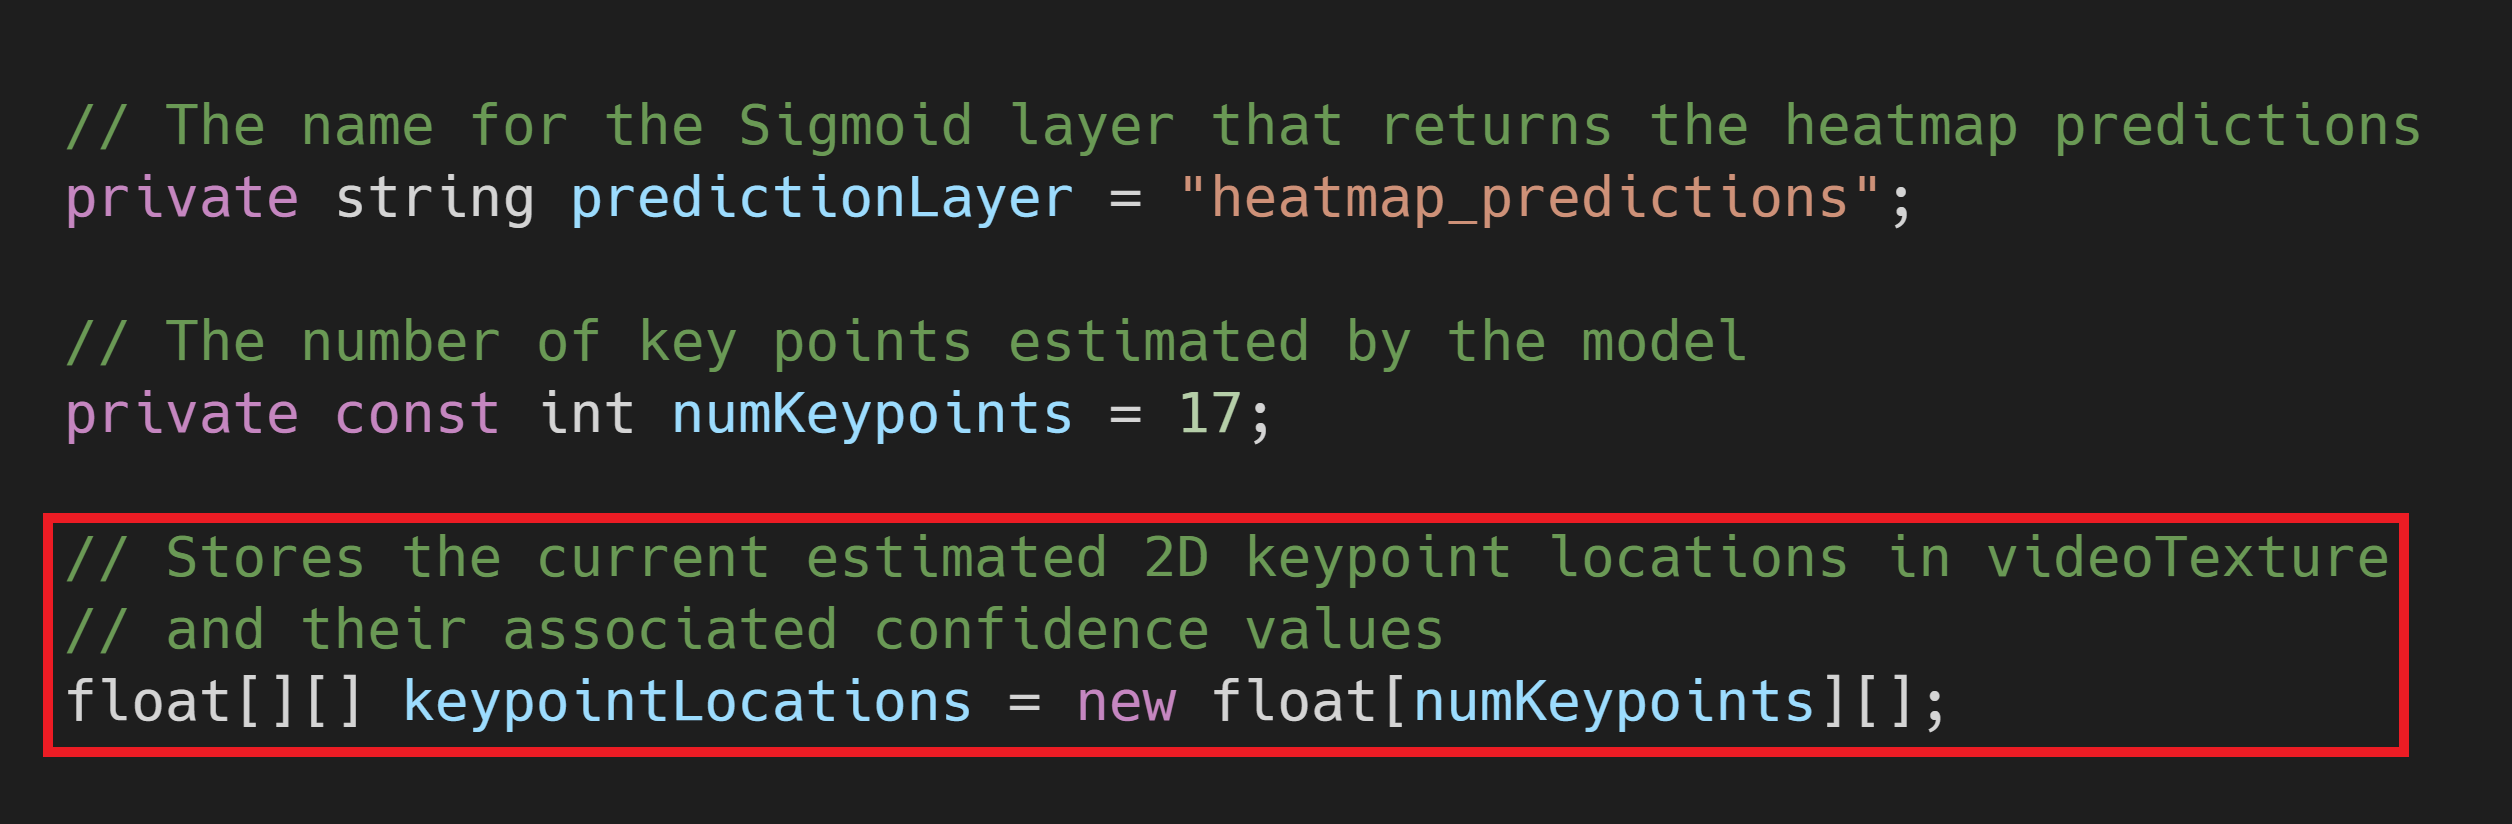 // The name for the Sigmoid layer that returns the heatmap predictions
private string predictionLayer = "heatmap_predictions";
// The number of key points estimated by the model
private const int numKeypoints = 17;
// Stores the current estimated 2D keypoint locations in videoTexture
// and their associated confidence values
float[][] keypointLocations = new float[numKeypoints][];